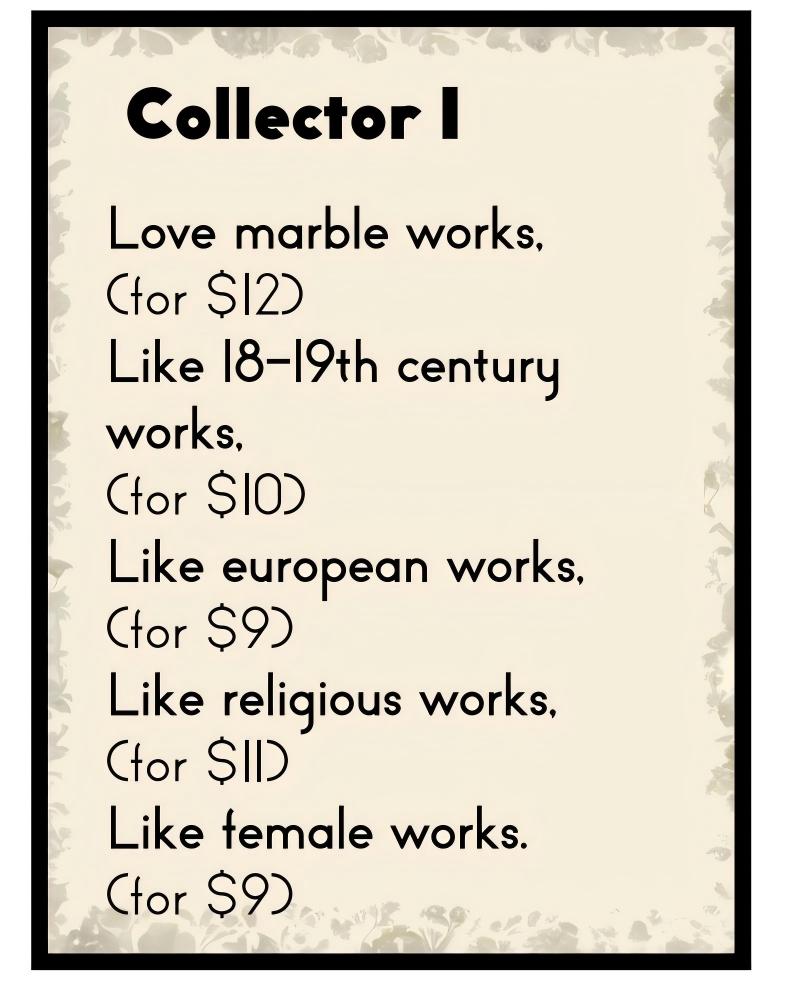 Collector 1
Love marble works,
(for $12)
Like 18-19th century
works,
(for $10)
Like european works,
(for $9)
Like religious works,
(for $11)
Like female works.
(for $9)